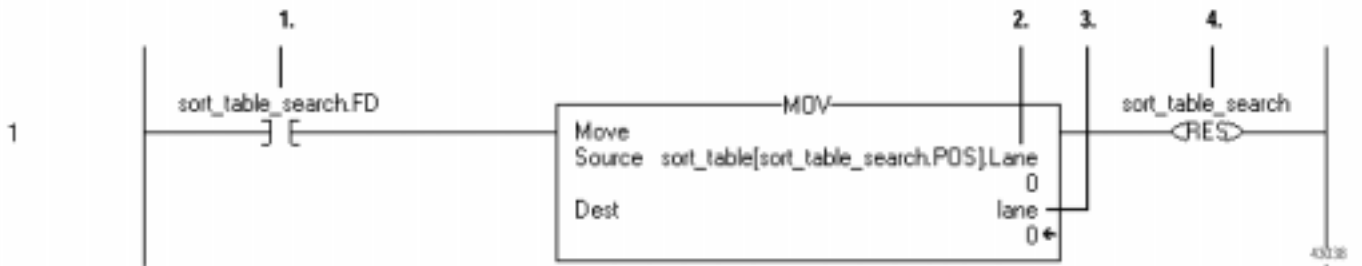 1. 2. 3. 4.
sort_table_search.FD MOV sort_table_search
1 ] [ Move RES
Source sort_table[sort_table_search.POS].Lane
0
Dest lane
0
43038